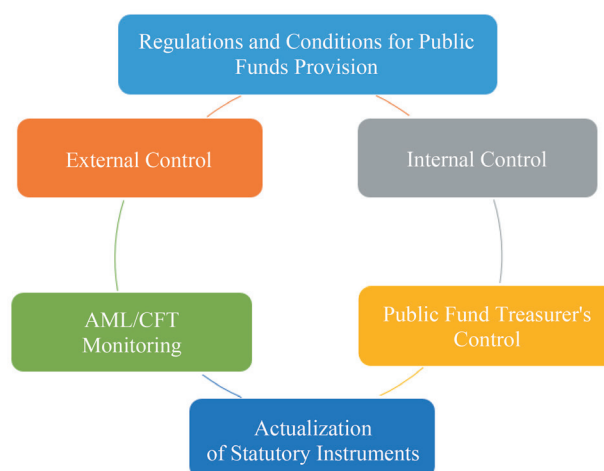 Regulations and Conditions for Public
Funds Provision
External Control
Internal Control
AML/CFT
Monitoring
Public Fund Treasurer's
Control
Actualization
of Statutory Instruments